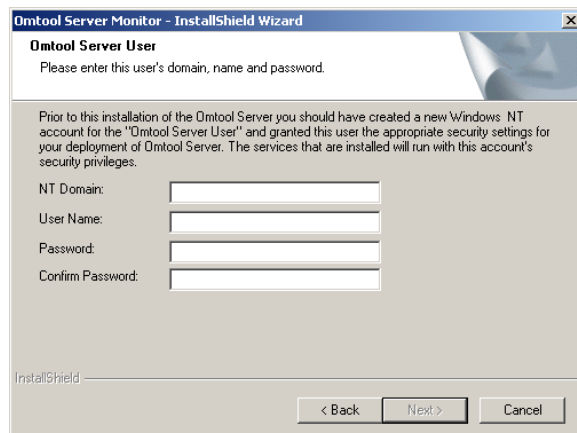 Omtool Server Monitor - InstallShield Wizard
Omtool Server User
Please enter this user's domain, name and password.
Prior to this installation of the Omtool Server you should have created a new Windows NT
account for the "Omtool Server User" and granted this user the appropriate security settings for
your deployment of Omtool Server. The services that are installed will run with this account's
security privileges.
NT Domain:
User Name:
Password:
Confirm Password:
InstallShield
< Back
Next >
Cancel